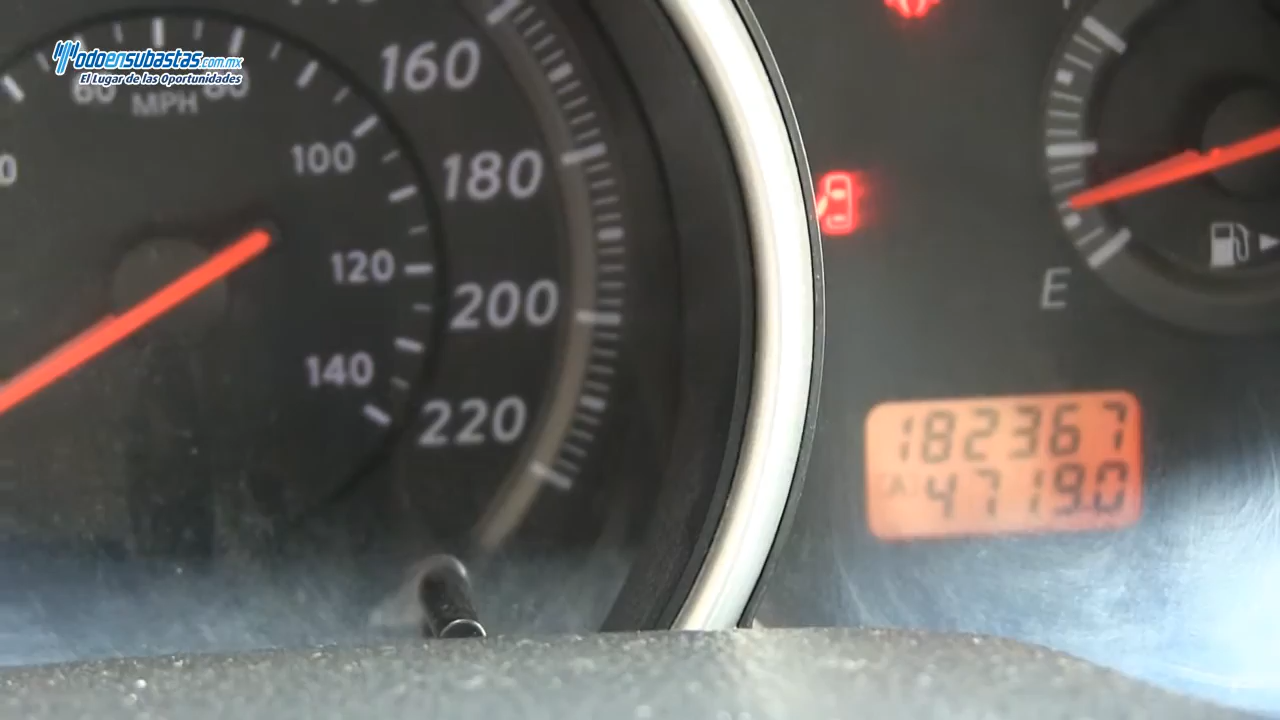 todoensubastas.com.mx
El Lugar de las Oportunidades
60
80
MPH
100
120
140
160
180
200
220
E
182367
A 4719.0